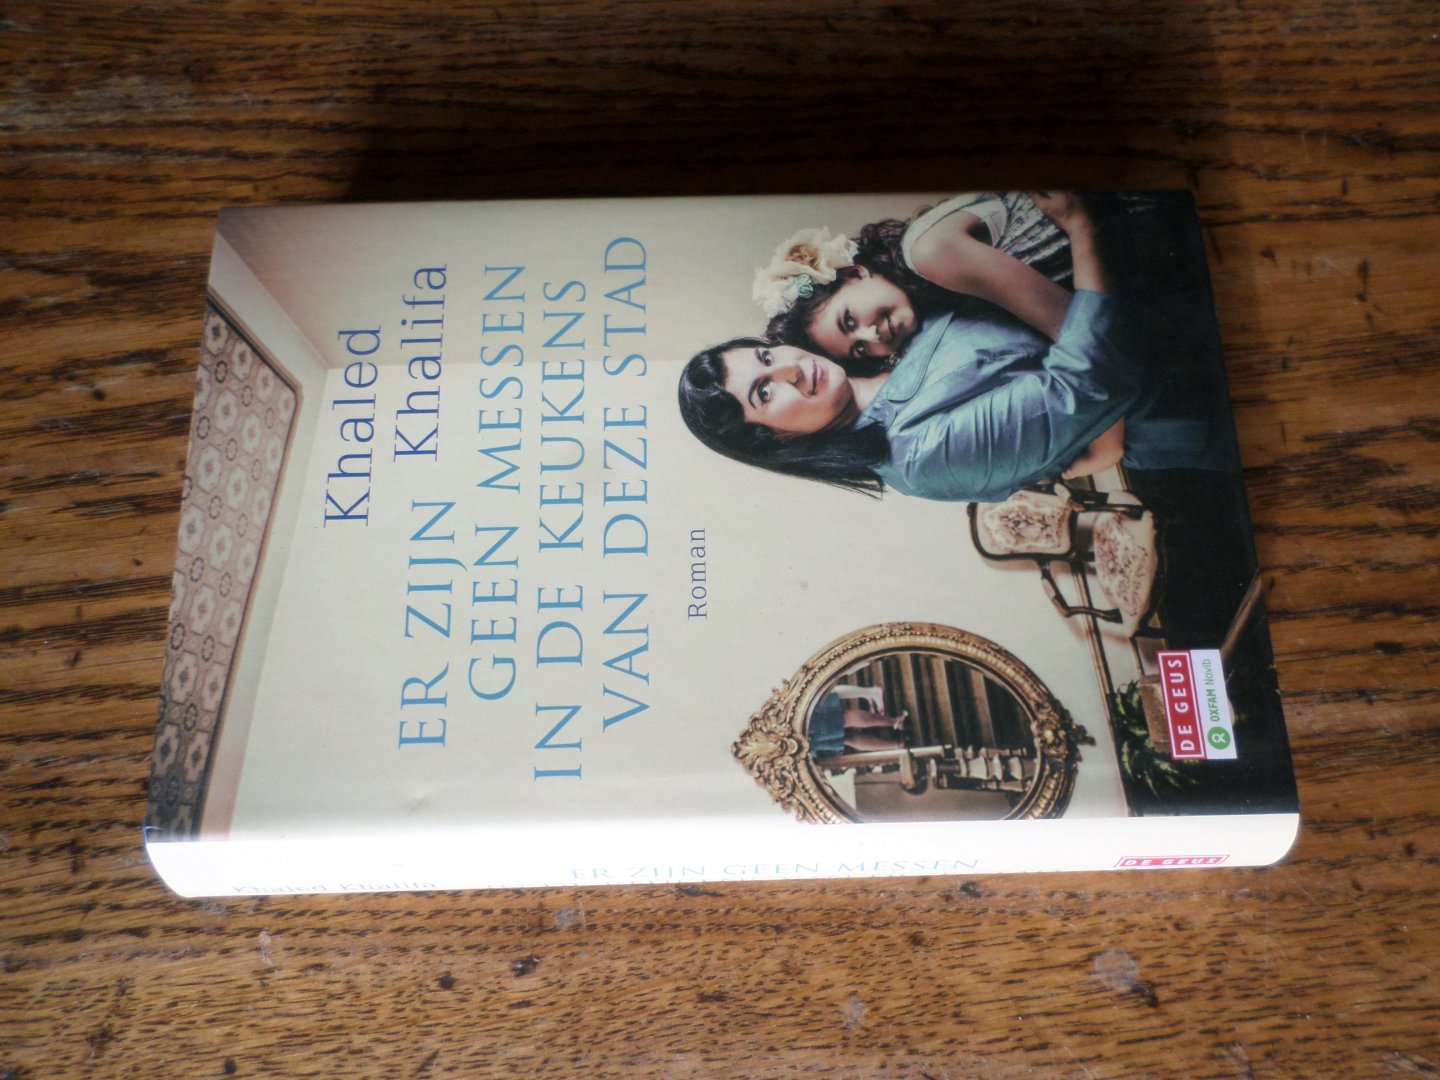 Khaled
Khalifa
ER ZIJN
GEEN MESSEN
IN DE KEUKENS
VAN DEZE STAD
Roman
DE GEUS
OXFAM Novib
Khaled Khalifa
ER ZIJN GEEN MESSEN
DE GEUS